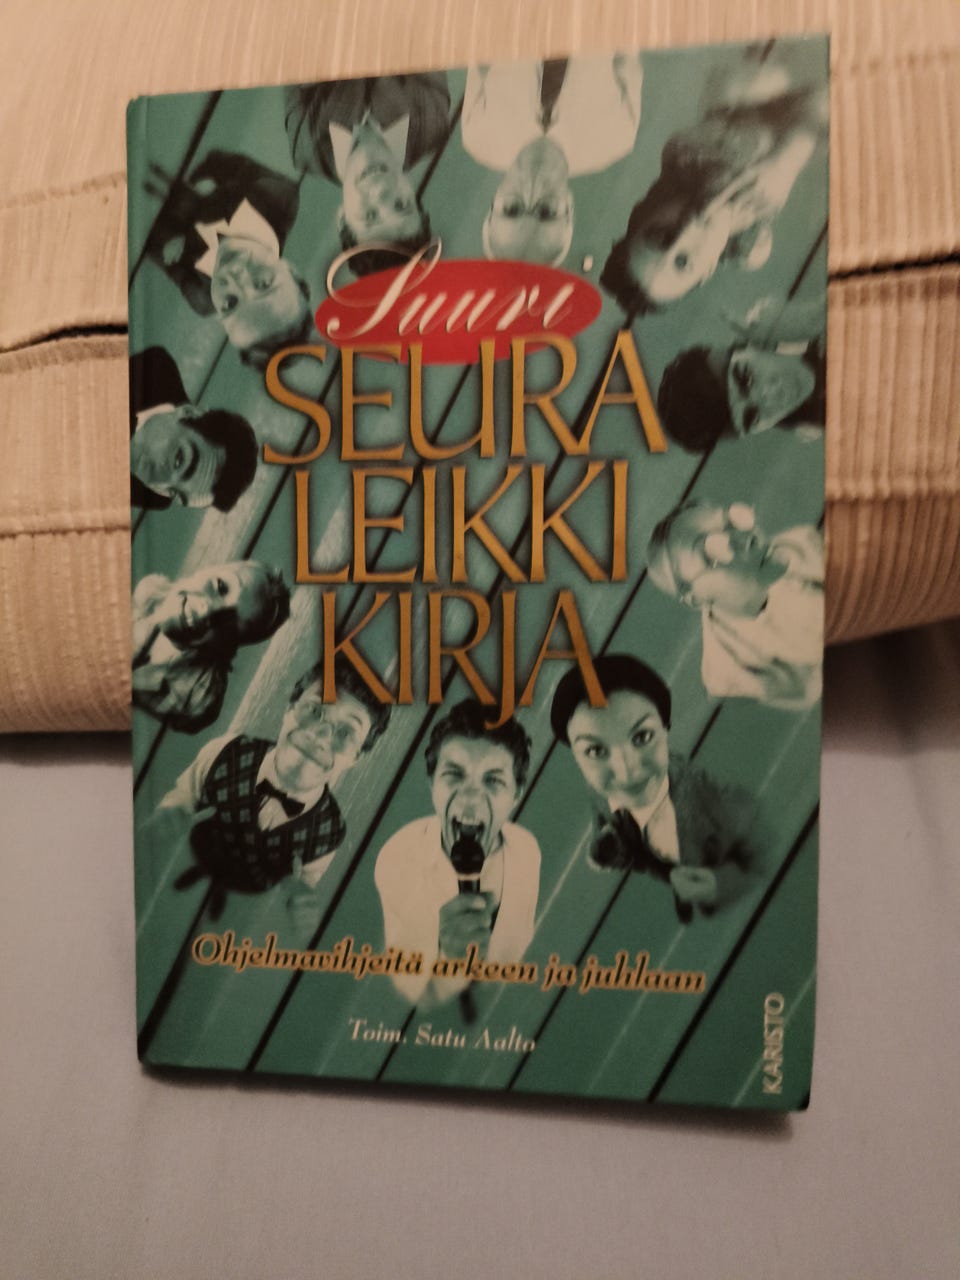 Suuri
SEURA
LEIKKI
KIRJA
Ohjelmavihjeitä arkeen ja juhlaan
Toim. Satu Aalto
KARISTO